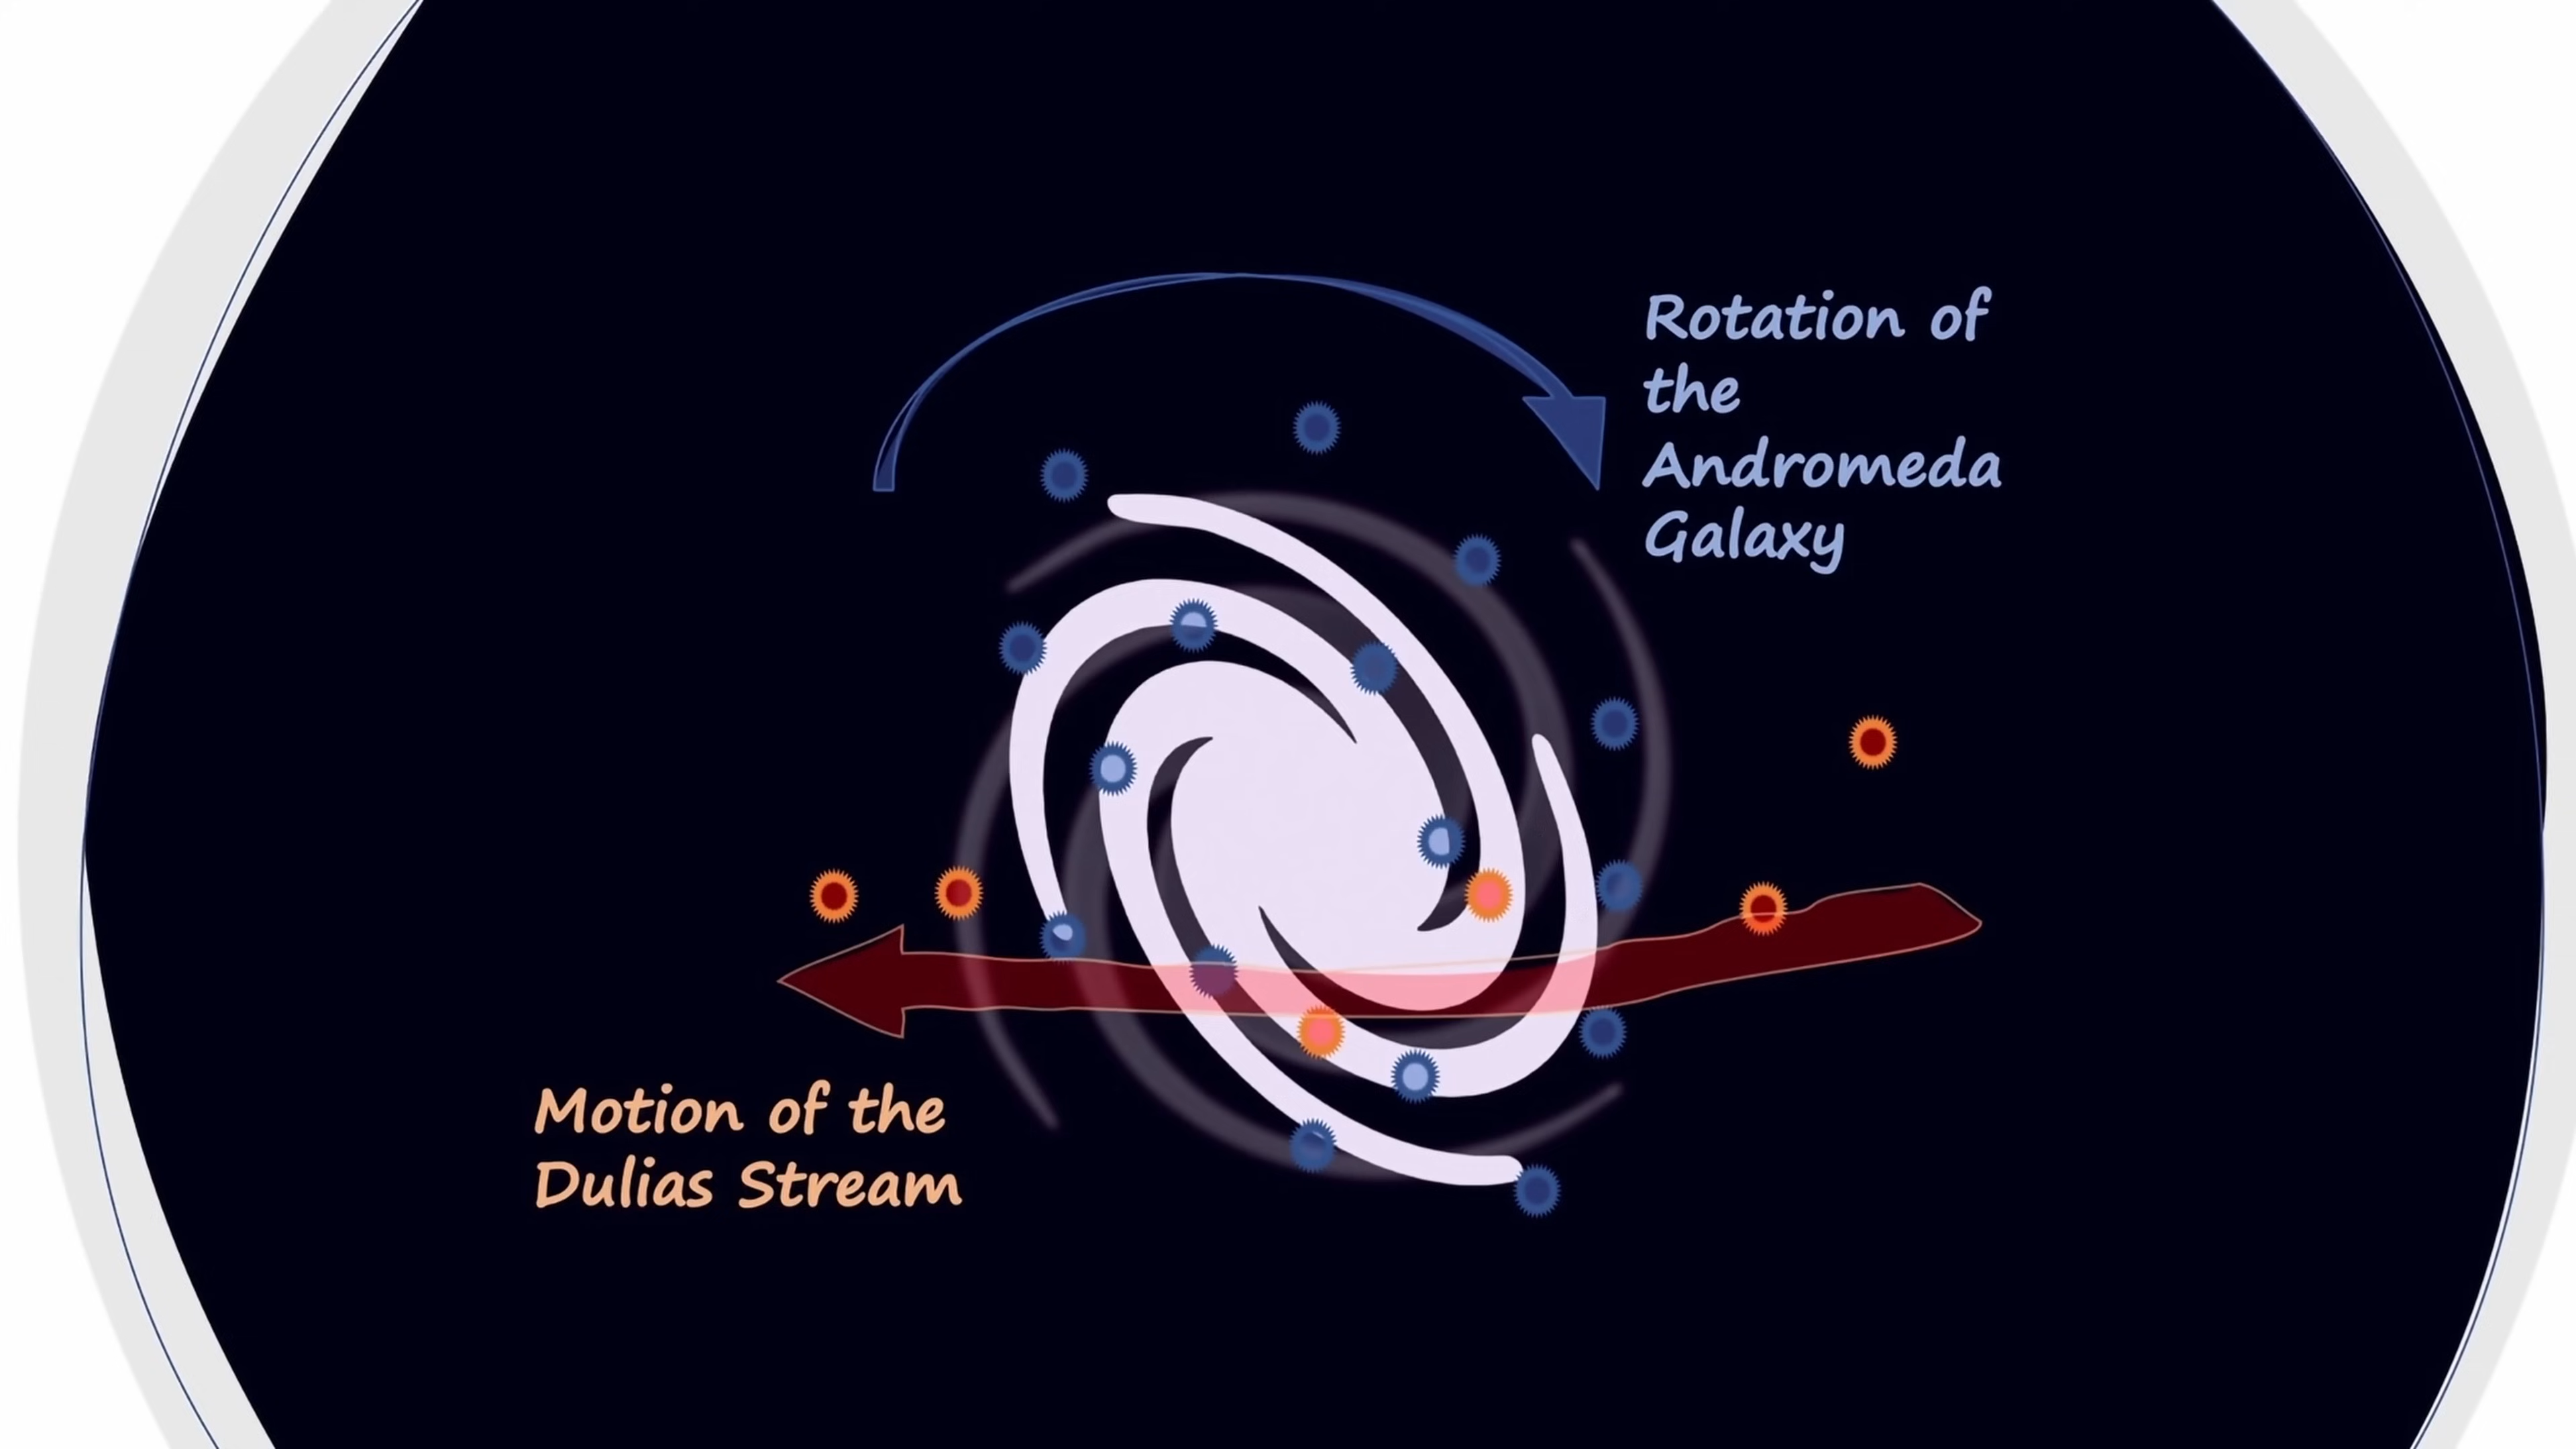 Rotation of
the
Andromeda
Galaxy
Motion of the
Dulias Stream